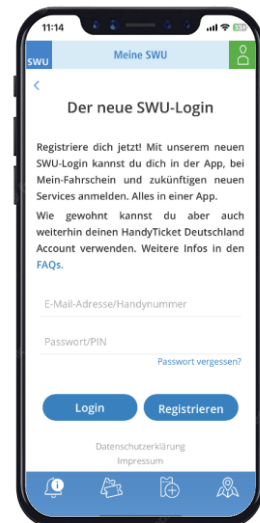 11:14
SWU
Meine SWU
Der neue SWU-Login
Registriere dich jetzt! Mit unserem neuen
SWU-Login kannst du dich in der App, bei
Mein-Fahrschein und zukünftigen neuen
Services anmelden. Alles in einer App.
Wie gewohnt kannst du aber auch
weiterhin deinen HandyTicket Deutschland
Account verwenden. Weitere Infos in den
FAQs.
E-Mail-Adresse/Handynummer
Passwort/PIN
Passwort vergessen?
Login Registrieren
Datenschutzerklärung
Impressum